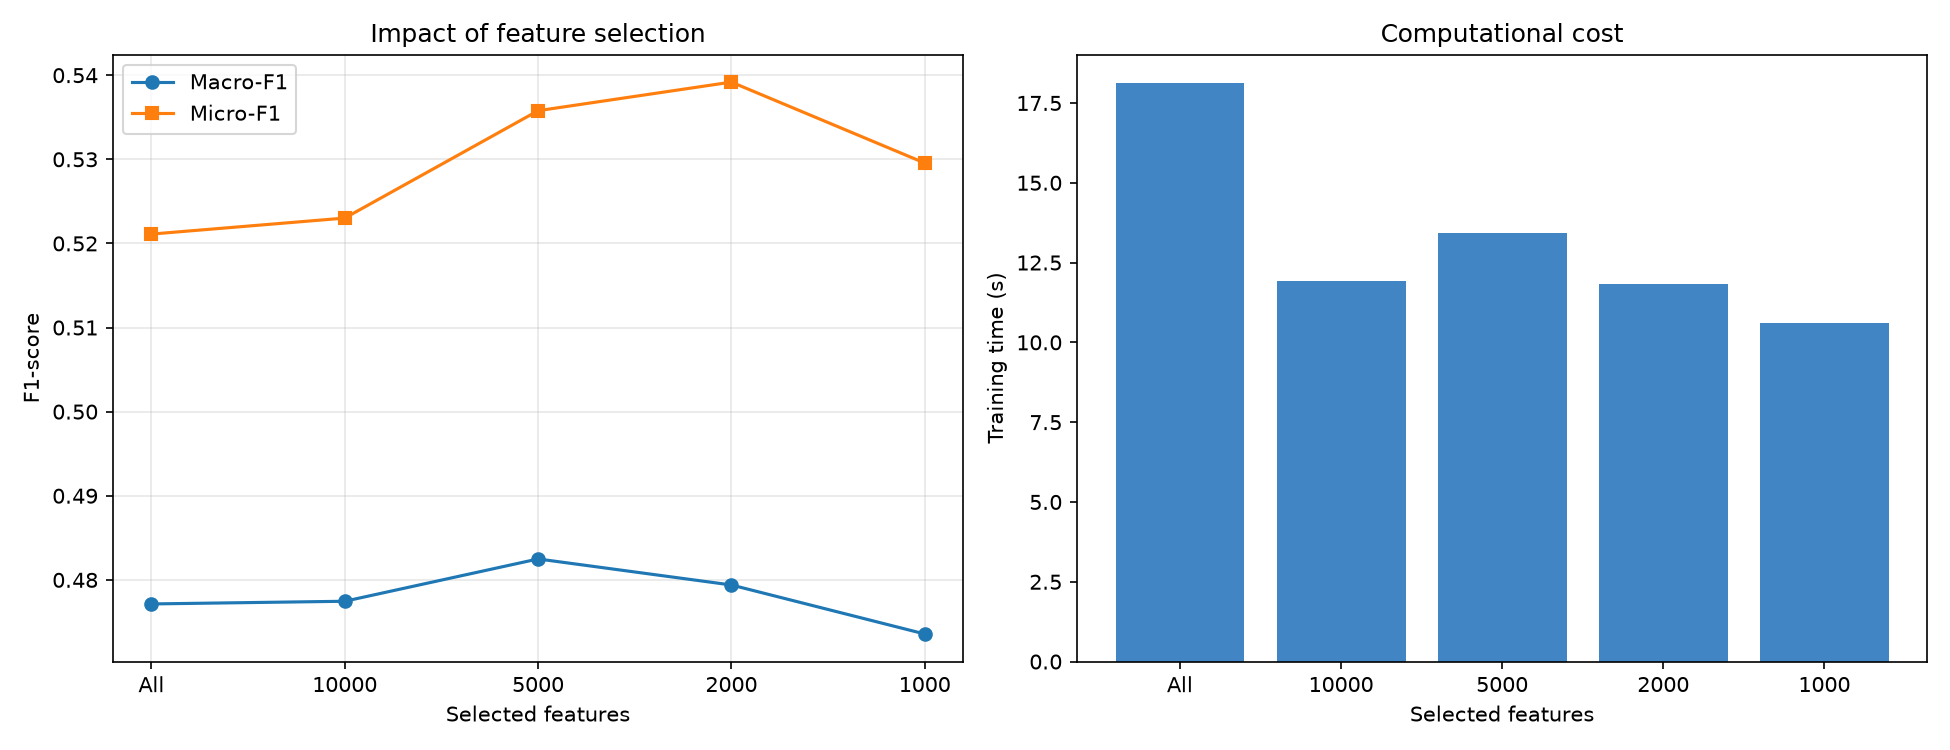 Impact of feature selection
Macro-F1
Micro-F1
0.54
0.53
0.52
0.51
0.50
0.49
0.48
F1-score
All 10000 5000 2000 1000
Selected features
Computational cost
17.5
15.0
12.5
10.0
7.5
5.0
2.5
0.0
Training time (s)
All 10000 5000 2000 1000
Selected features